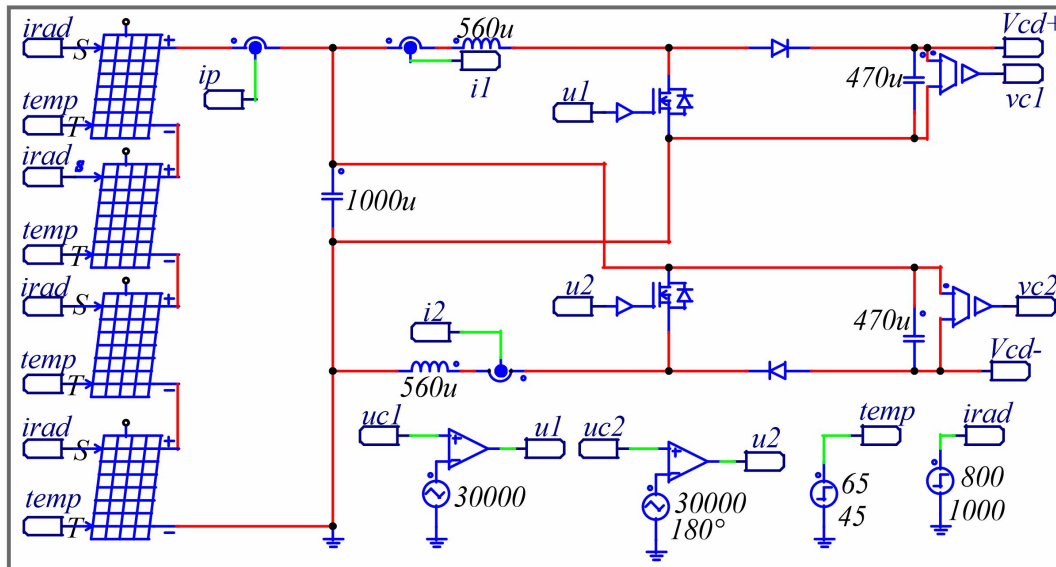 irad
S
+
temp
T
−
irad
s
+
temp
T
−
irad
S
+
temp
T
−
irad
S
+
temp
T
−
ip
i1
560u
u1
470u
Vcd+
vc1
1000u
u2
470u
vc2
i2
560u
Vcd-
uc1
u1
30000
uc2
u2
30000
180°
temp
65
45
irad
800
1000